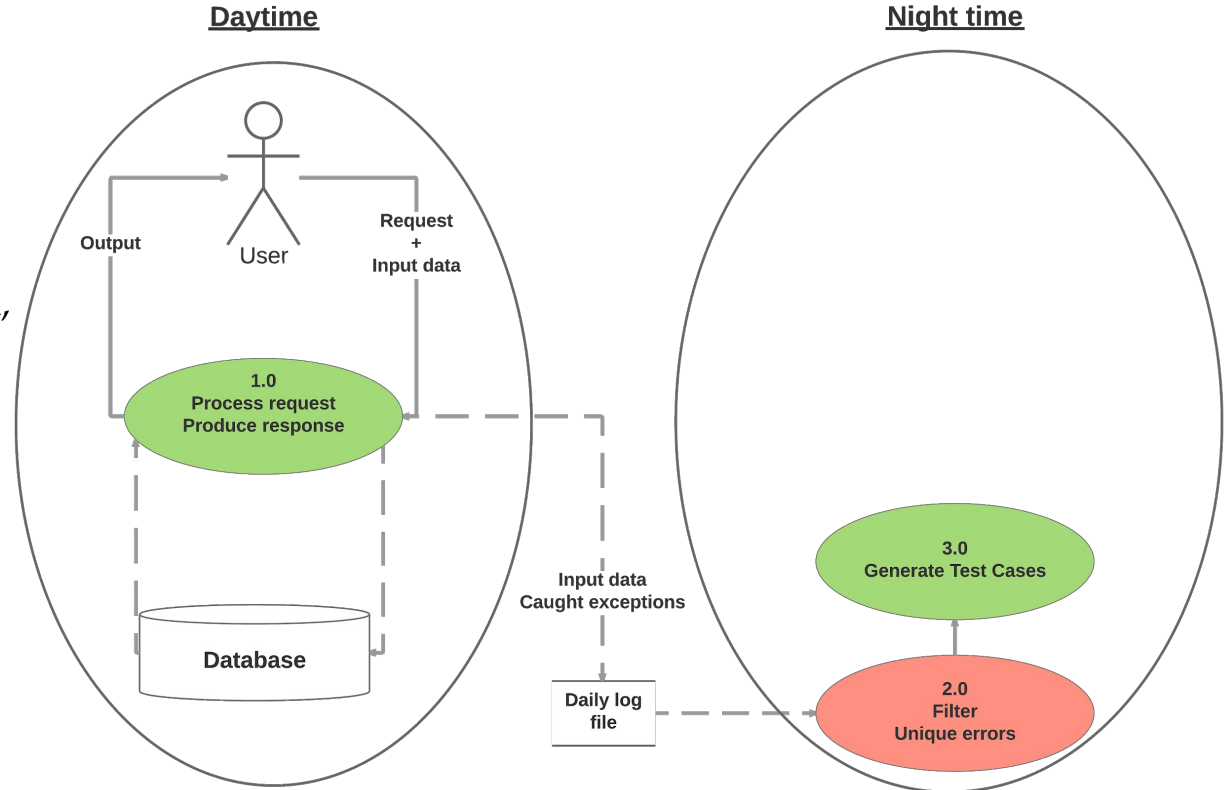 Daytime
Night time
User
Output
Request
+
Input data
1.0
Process request
Produce response
Database
Input data
Caught exceptions
Daily log
file
3.0
Generate Test Cases
2.0
Filter
Unique errors